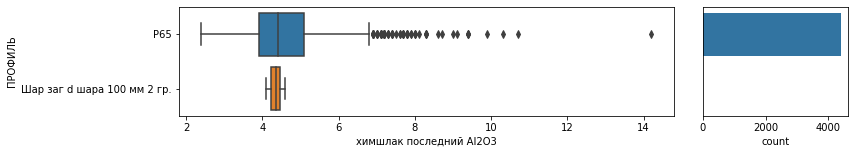 ПРОФИЛЬ
P65
Шар заг d шара 100 мм 2 гр.
2 4 6 8 10 12 14
химшлак последний Al2O3
0 2000 4000
count